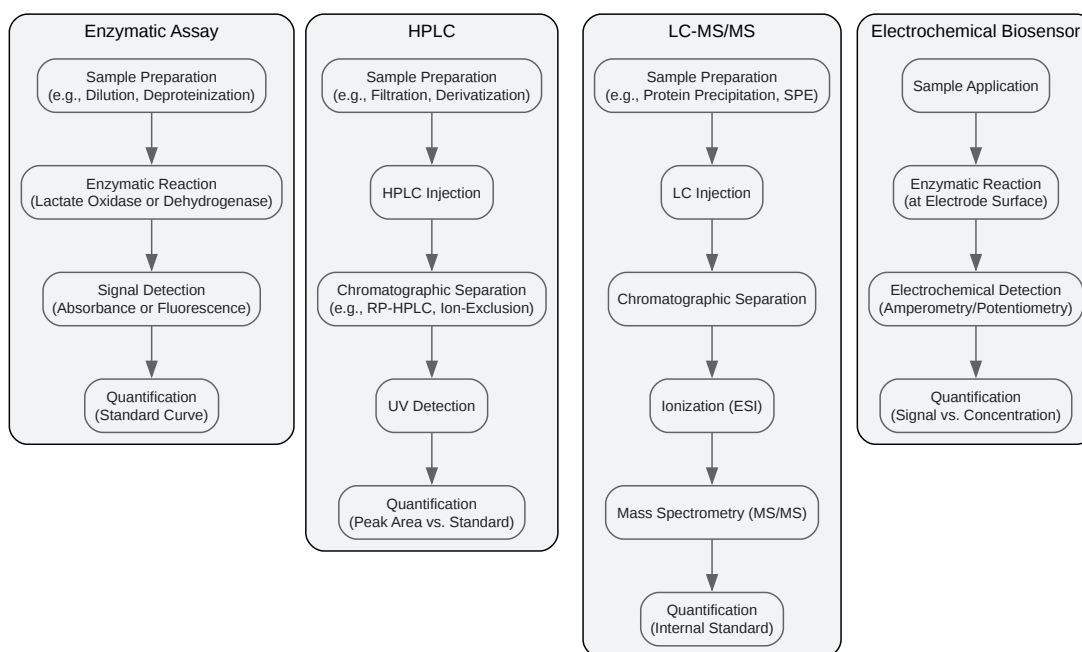 Enzymatic Assay
Sample Preparation
(e.g., Dilution, Deproteinization)
Enzymatic Reaction
(Lactate Oxidase or Dehydrogenase)
Signal Detection
(Absorbance or Fluorescence)
Quantification
(Standard Curve)
HPLC
Sample Preparation
(e.g., Filtration, Derivatization)
HPLC Injection
Chromatographic Separation
(e.g., RP-HPLC, Ion-Exclusion)
UV Detection
Quantification
(Peak Area vs. Standard)
LC-MS/MS
Sample Preparation
(e.g., Protein Precipitation, SPE)
LC Injection
Chromatographic Separation
Ionization (ESI)
Mass Spectrometry (MS/MS)
Quantification
(Internal Standard)
Electrochemical Biosensor
Sample Application
Enzymatic Reaction
(at Electrode Surface)
Electrochemical Detection
(Amperometry/Potentiometry)
Quantification
(Signal vs. Concentration)